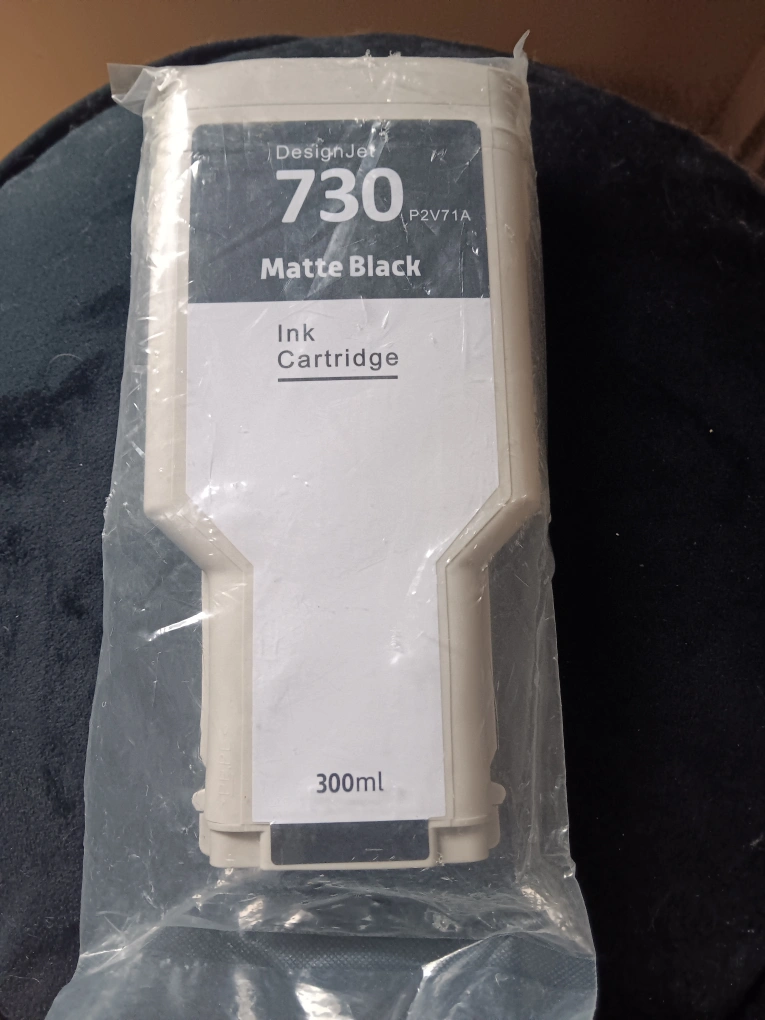 DesignJet
730 P2V71A
Matte Black
Ink
Cartridge
300ml